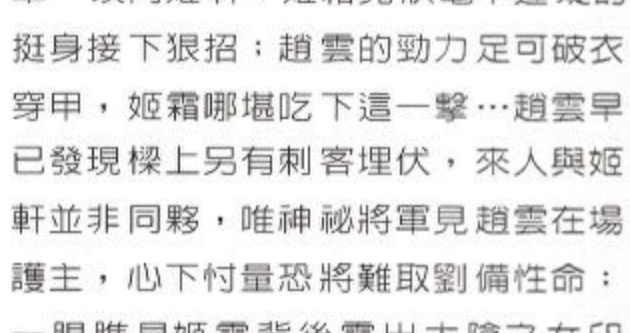 挺身接下狠招：趙雲的勁力足可破衣
穿甲，姬霜哪堪吃下這一擊…趙雲早
已發現樑上另有刺客埋伏，來人與姬
軒並非同夥，唯神祕將軍見趙雲在場
護主，心下忖量恐將難取劉備性命：